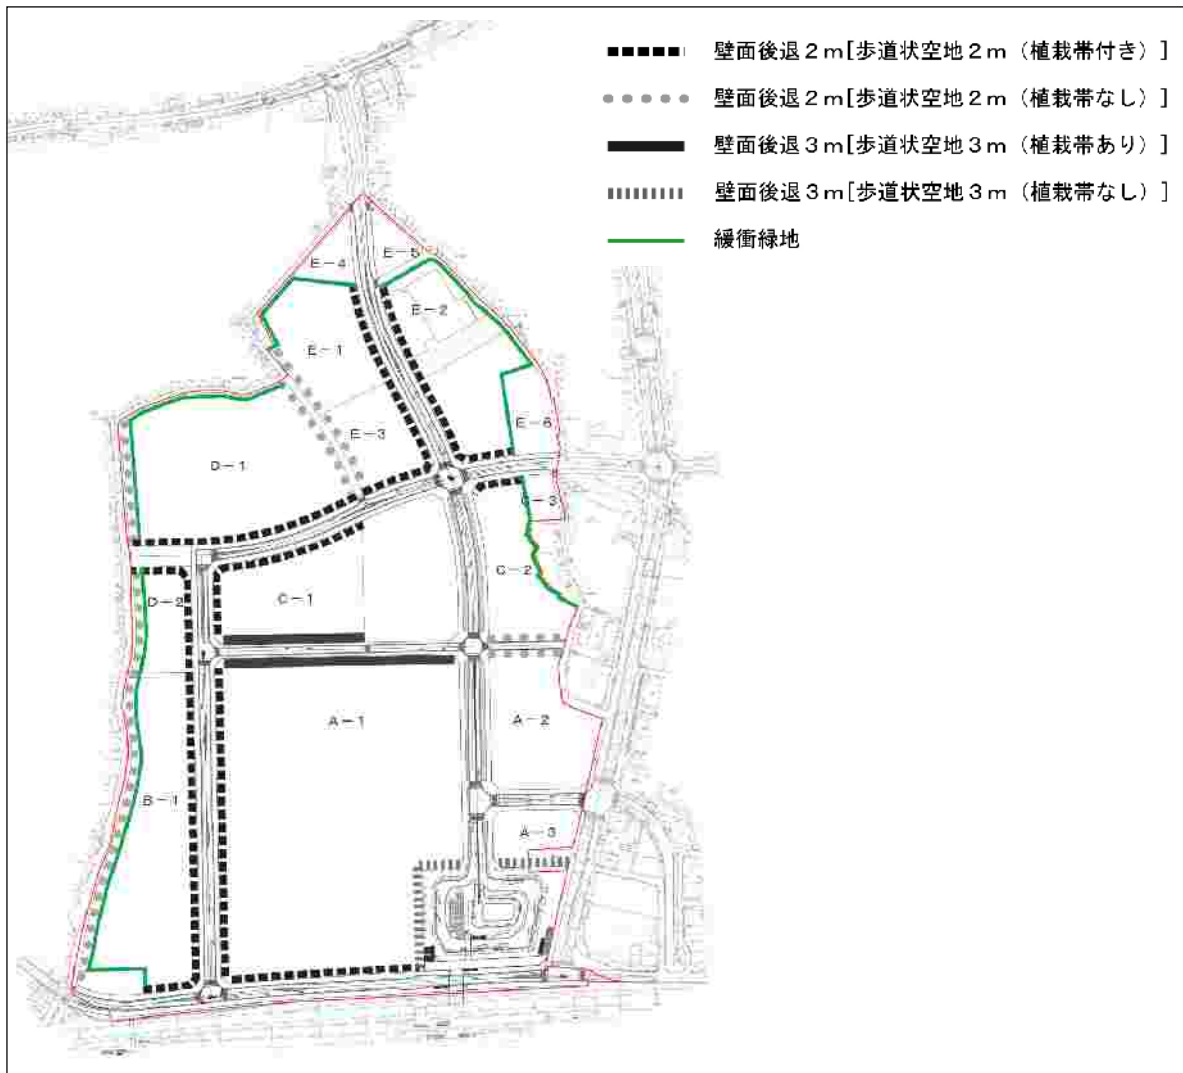 壁面後退２ｍ[歩道状空地２ｍ（植栽帯付き）]
壁面後退２ｍ[歩道状空地２ｍ（植栽帯なし）]
壁面後退３ｍ[歩道状空地３ｍ（植栽帯あり）]
壁面後退３ｍ[歩道状空地３ｍ（植栽帯なし）]
緩衝緑地
E－4
E－5
E－2
E－1
E－6
E－3
D－1
C－3
C－2
D－2
C－1
A－1
A－2
B－1
A－3